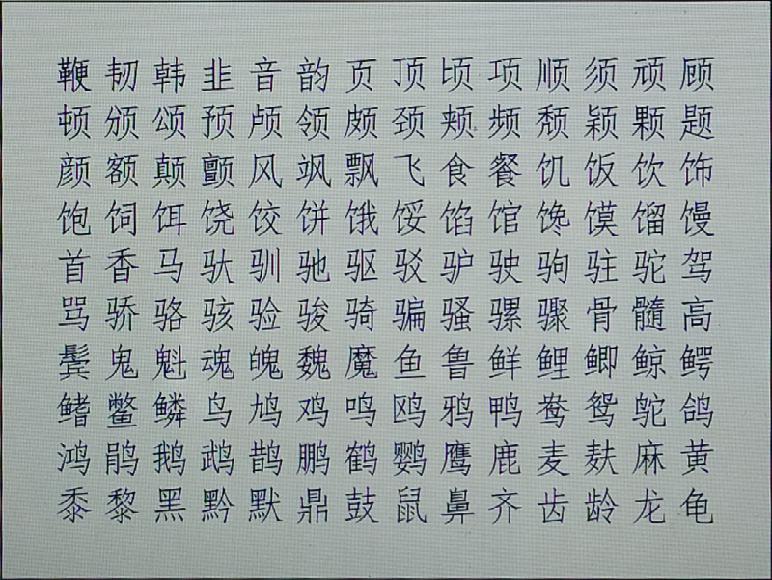 鞭韧韩韭音韵页顶顷项顺须顽顾
顿颁颂预颅领颇颈颊频颓颖颗题
颜额颠颤风飒飘飞食餐饥饭饮饰
饱饲饵饶饺饼饿馁馅馆馋馍馏馒
首香马驮驯驰驱驳驴驶驹驻驼驾
骂骄骆骇验骏骑骗骚骡骤骨髓高
鬓鬼魁魂魄魏魔鱼鲁鲜鲤鲫鲸鳄
鳍鳖鳞鸟鸠鸡鸣鸥鸦鸭鸯鸳鸵鸽
鸿鹃鹅鹉鹊鹏鹤鹦鹰鹿麦麸麻黄
黍黎黑黔默鼎鼓鼠鼻齐齿龄龙龟